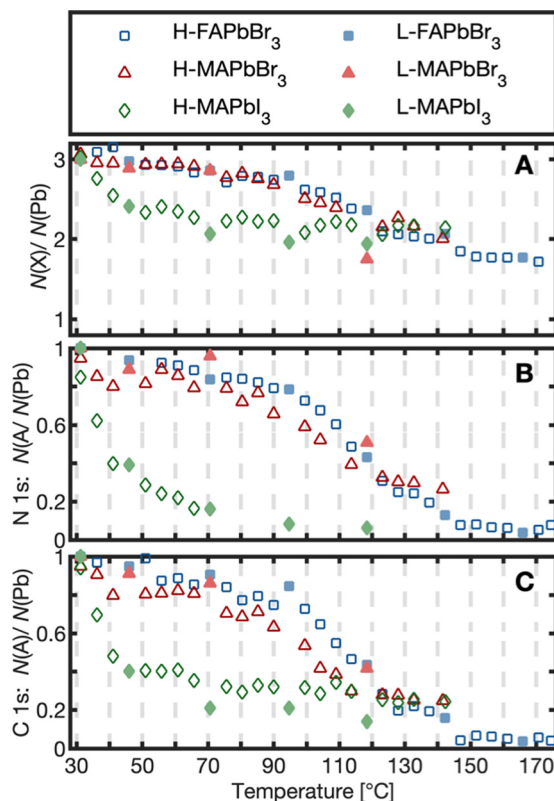 H-FAPbBr3 L-FAPbBr3
H-MAPbBr3 L-MAPbBr3
H-MAPbI3 L-MAPbI3
A
N(X)/ N(Pb)
3
2
1
B
N 1s: N(A/ N(Pb)
1
0.6
0.2
0
C
C 1s: N(A)/ N(Pb)
1
0.6
0.2
0
30 50 70 90 110 130 150 170
Temperature [°C]